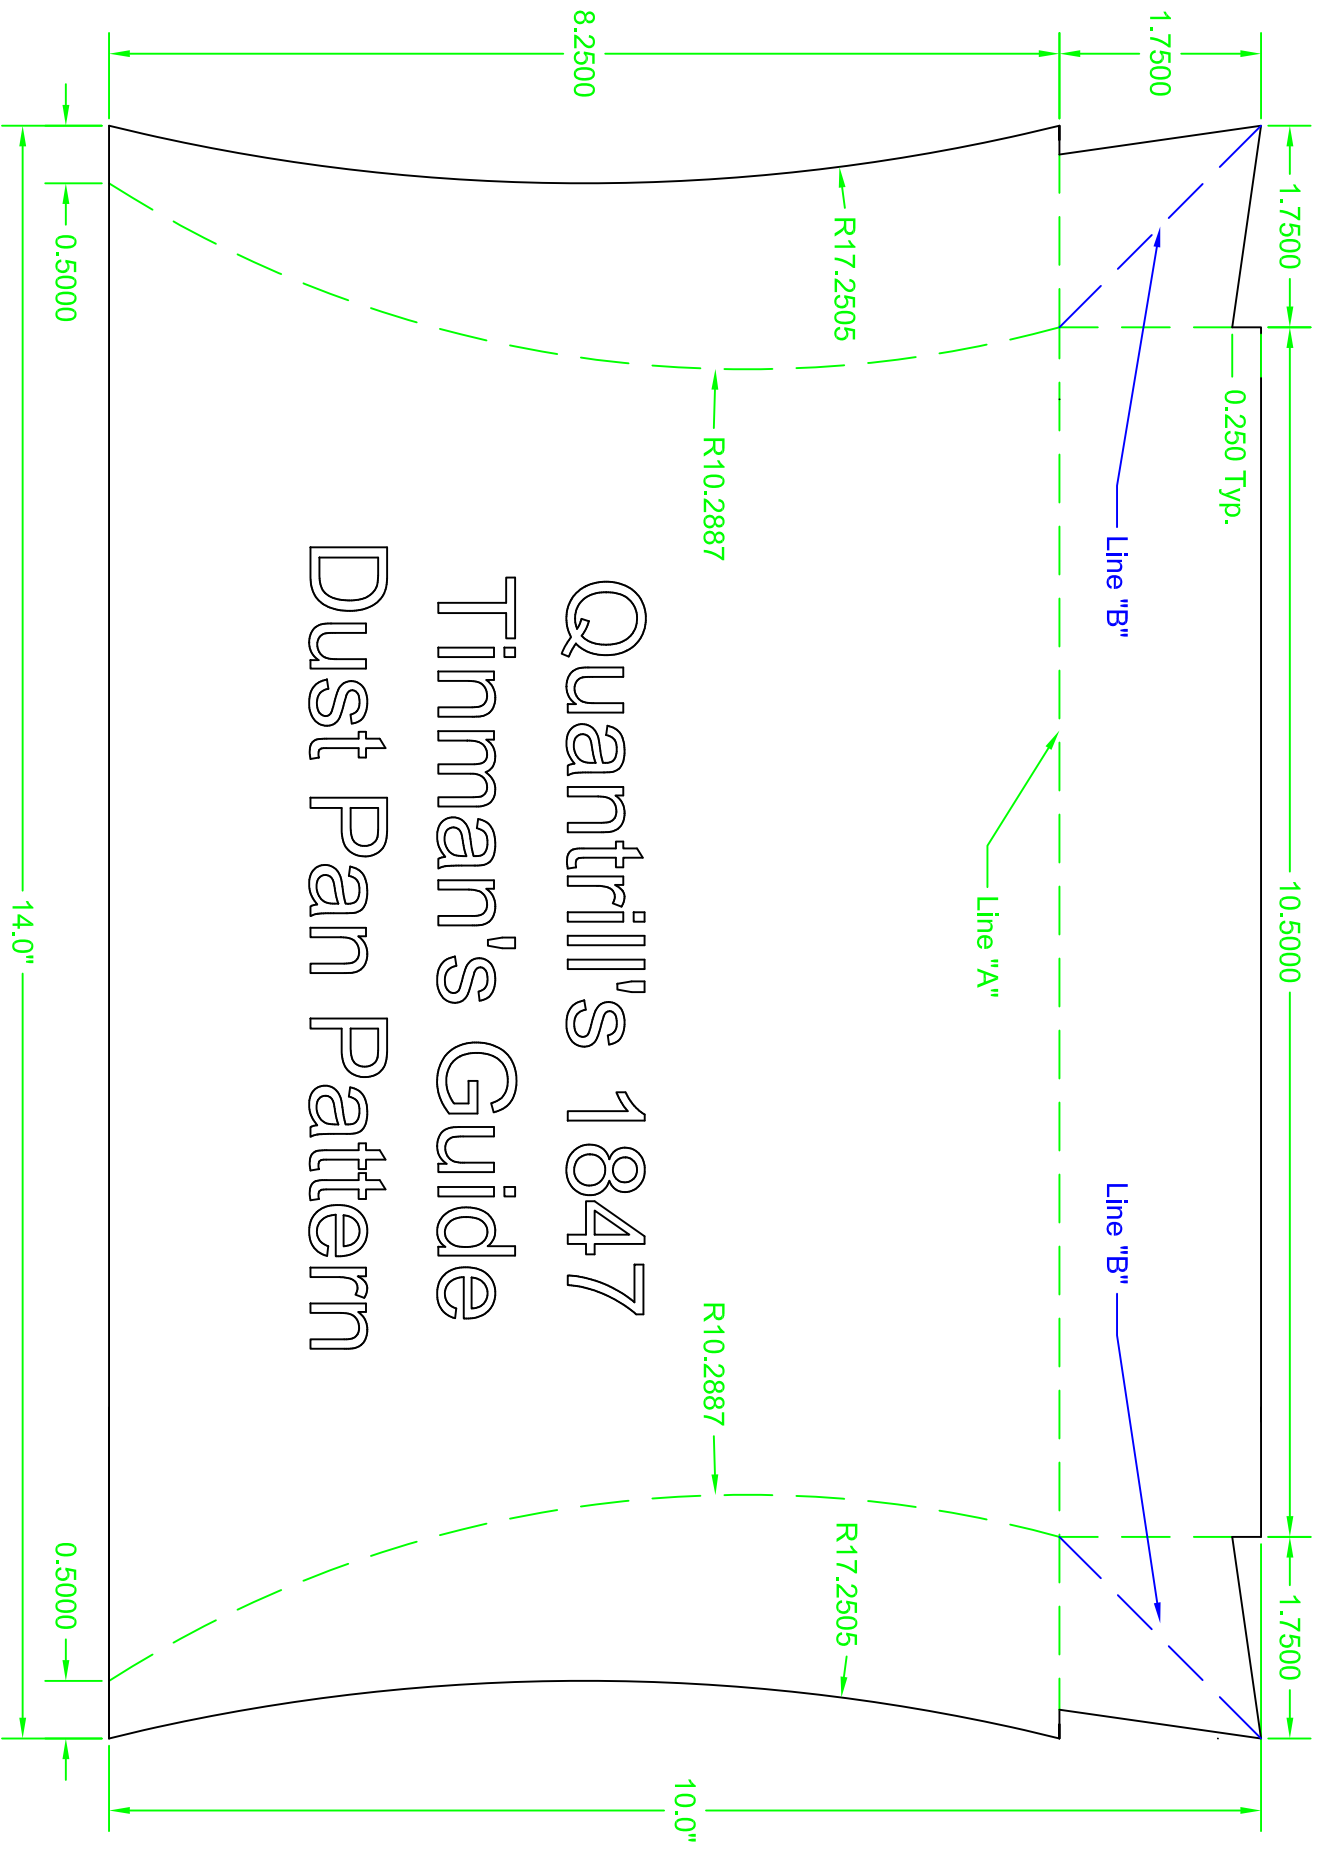 1.7500 10.5000 1.7500
0.250 Typ.
1.7500
Line "B" Line "B"
Line "A"
R17.2505 R17.2505
R10.2887 R10.2887
10.0"
Quantrill's 1847
8.2500
Tinman's Guide
Dust Pan Pattern
0.5000 0.5000
14.0"